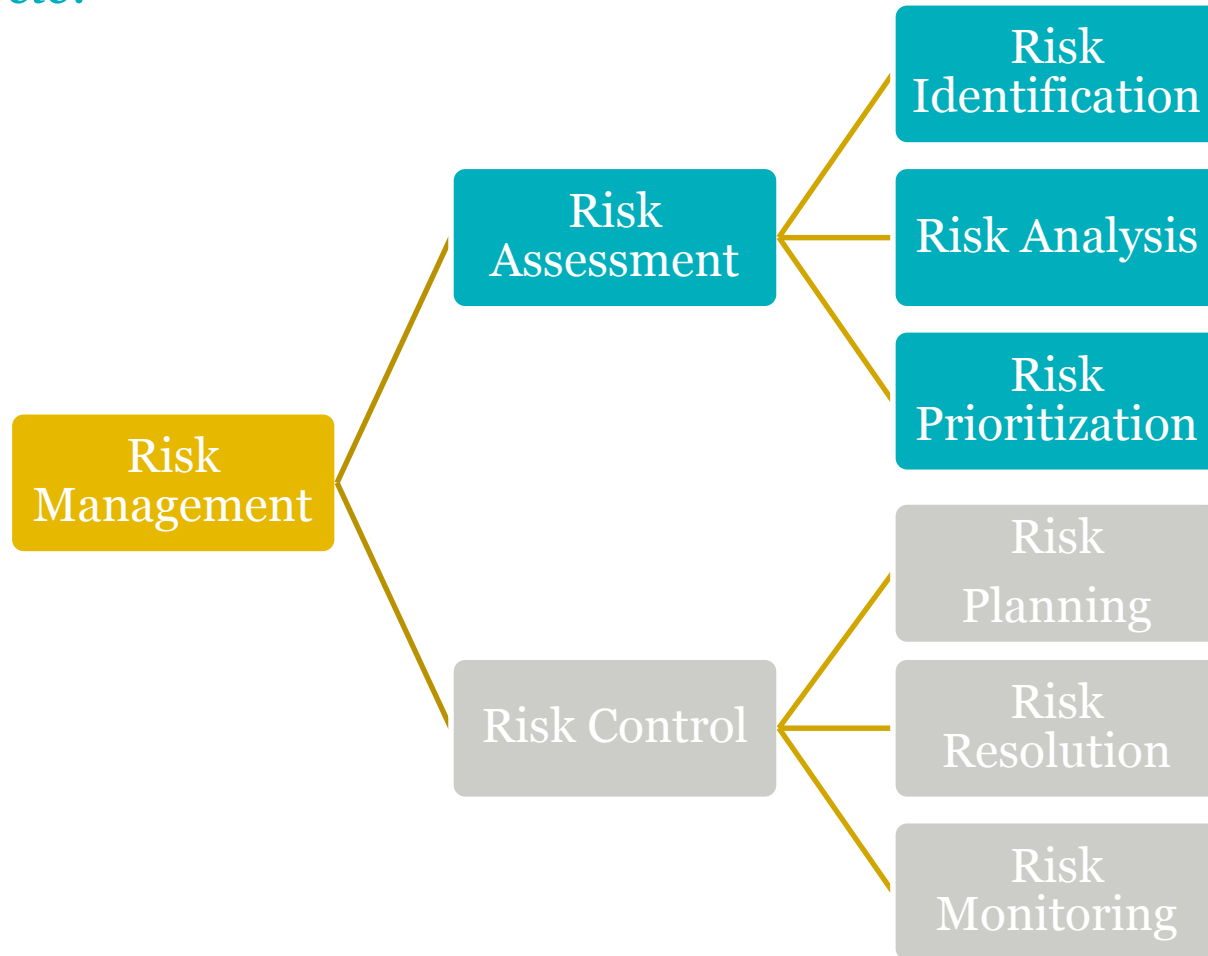 Risk
Identification
Risk
Assessment
Risk Analysis
Risk
Prioritization
Risk
Management
Risk
Planning
Risk Control
Risk
Resolution
Risk
Monitoring